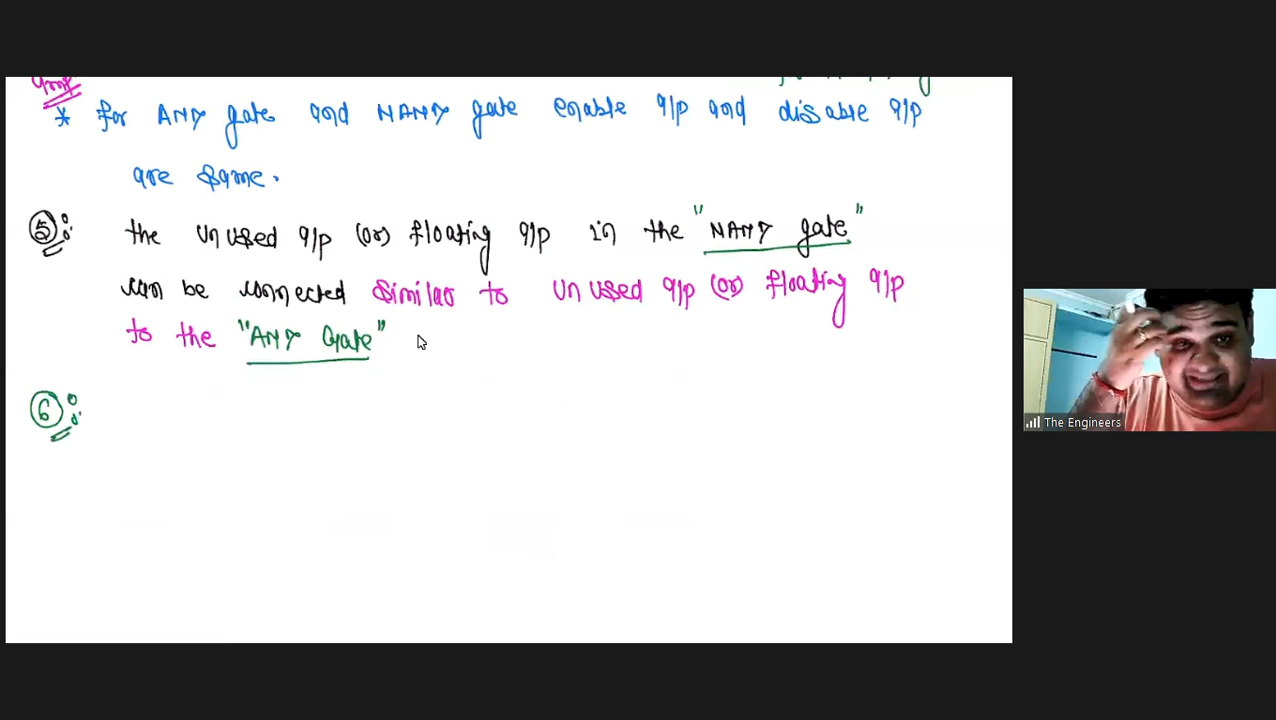 Imp
* for AND gate and NAND gate enable i/p and disable i/p
are same.
⑤: the unused i/p (or) floating i/p in the "NAND gate"
can be connected similar to unused i/p (or) floating i/p
to the "AND Gate"
⑥:
The Engineers